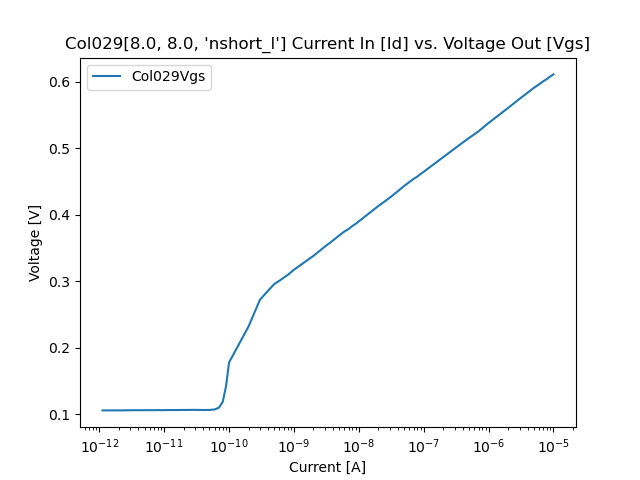 Col029[8.0, 8.0, 'nshort_l'] Current In [Id] vs. Voltage Out [Vgs]
Col029Vgs
0.6
0.5
0.4
0.3
0.2
0.1
Voltage [V]
10⁻¹² 10⁻¹¹ 10⁻¹⁰ 10⁻⁹ 10⁻⁸ 10⁻⁷ 10⁻⁶ 10⁻⁵
Current [A]